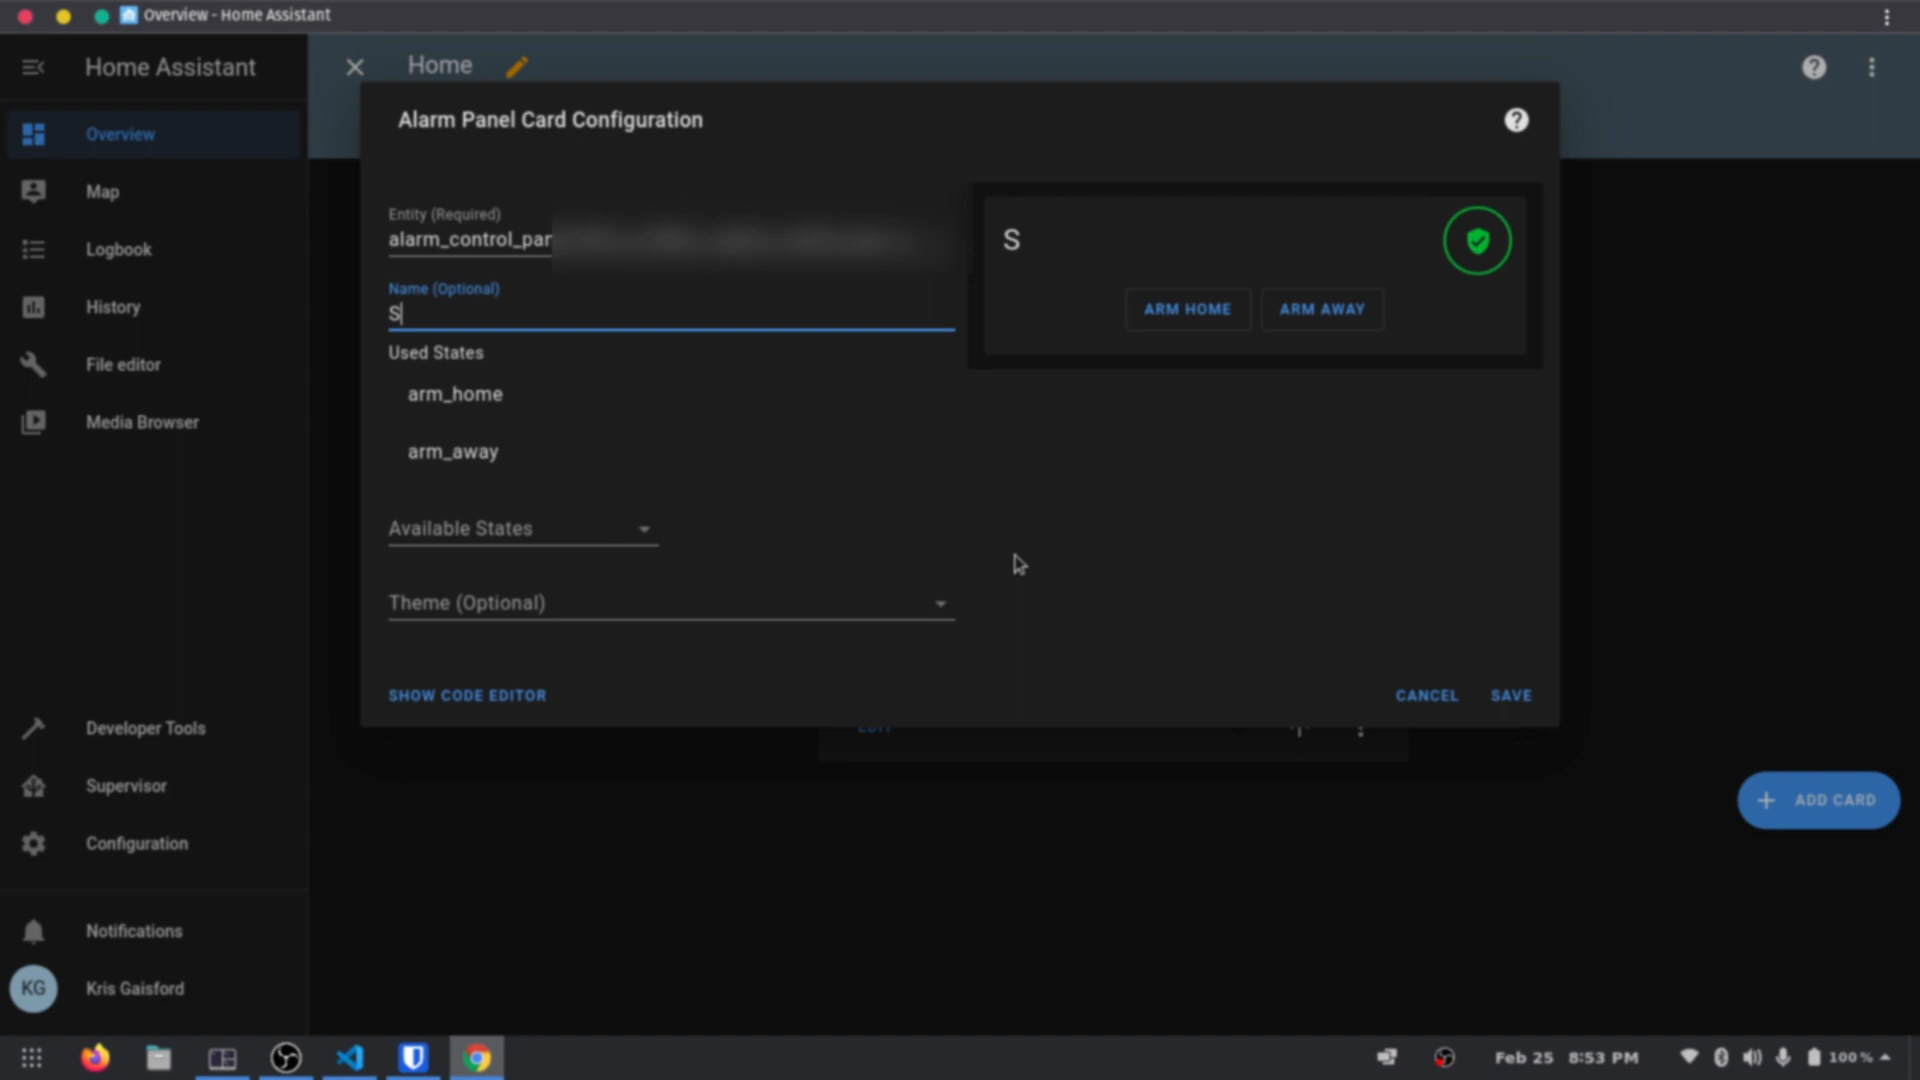 Overview - Home Assistant
Home Assistant
Home
Overview
Map
Logbook
History
File editor
Media Browser
Developer Tools
Supervisor
Configuration
Notifications
KG
Kris Gaisford
Alarm Panel Card Configuration
Entity (Required)
alarm_control_pan
Name (Optional)
S
Used States
arm_home
arm_away
Available States
Theme (Optional)
SHOW CODE EDITOR
CANCEL
SAVE
S
ARM HOME
ARM AWAY
EDIT
ADD CARD
Feb 25 8:53 PM
100 %